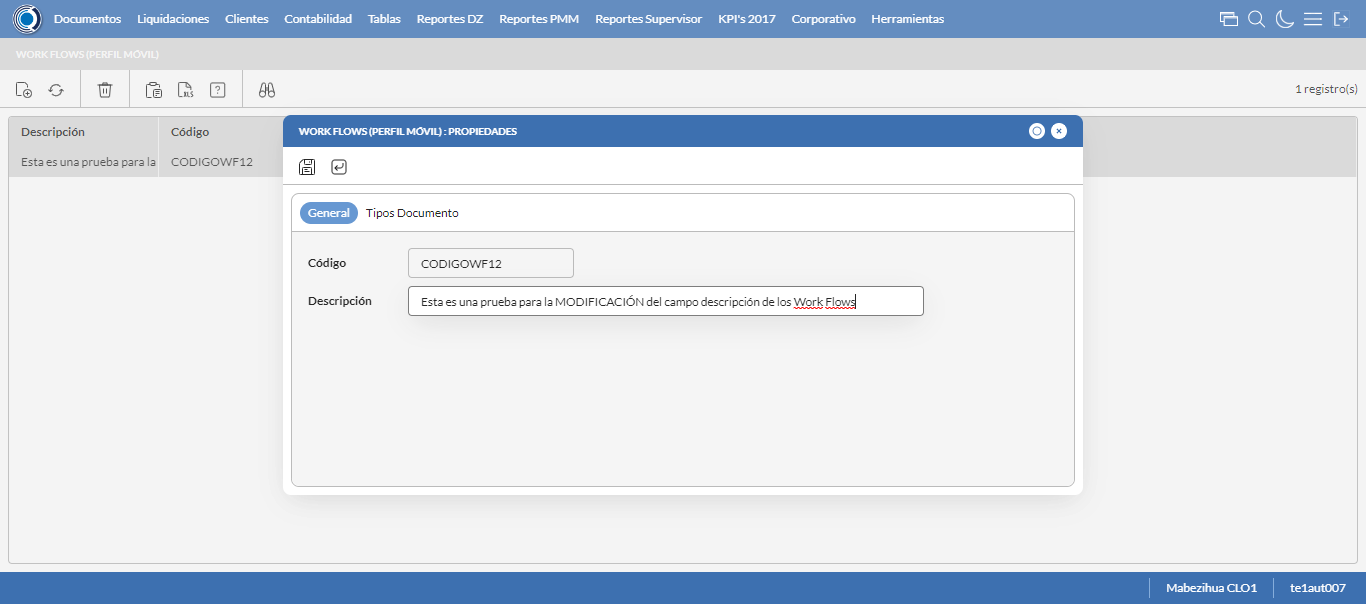 Documentos Liquidaciones Clientes Contabilidad Tablas Reportes DZ Reportes PMM Reportes Supervisor KPI's 2017 Corporativo Herramientas
WORK FLOWS (PERFIL MÓVIL)
XLS ? 1 registro(s)
Descripción Código
Esta es una prueba para la CODIGOWF12
WORK FLOWS (PERFIL MÓVIL) : PROPIEDADES
General Tipos Documento
Código CODIGOWF12
Descripción Esta es una prueba para la MODIFICACIÓN del campo descripción de los Work Flows
Mabezihua CLO1 te1aut007